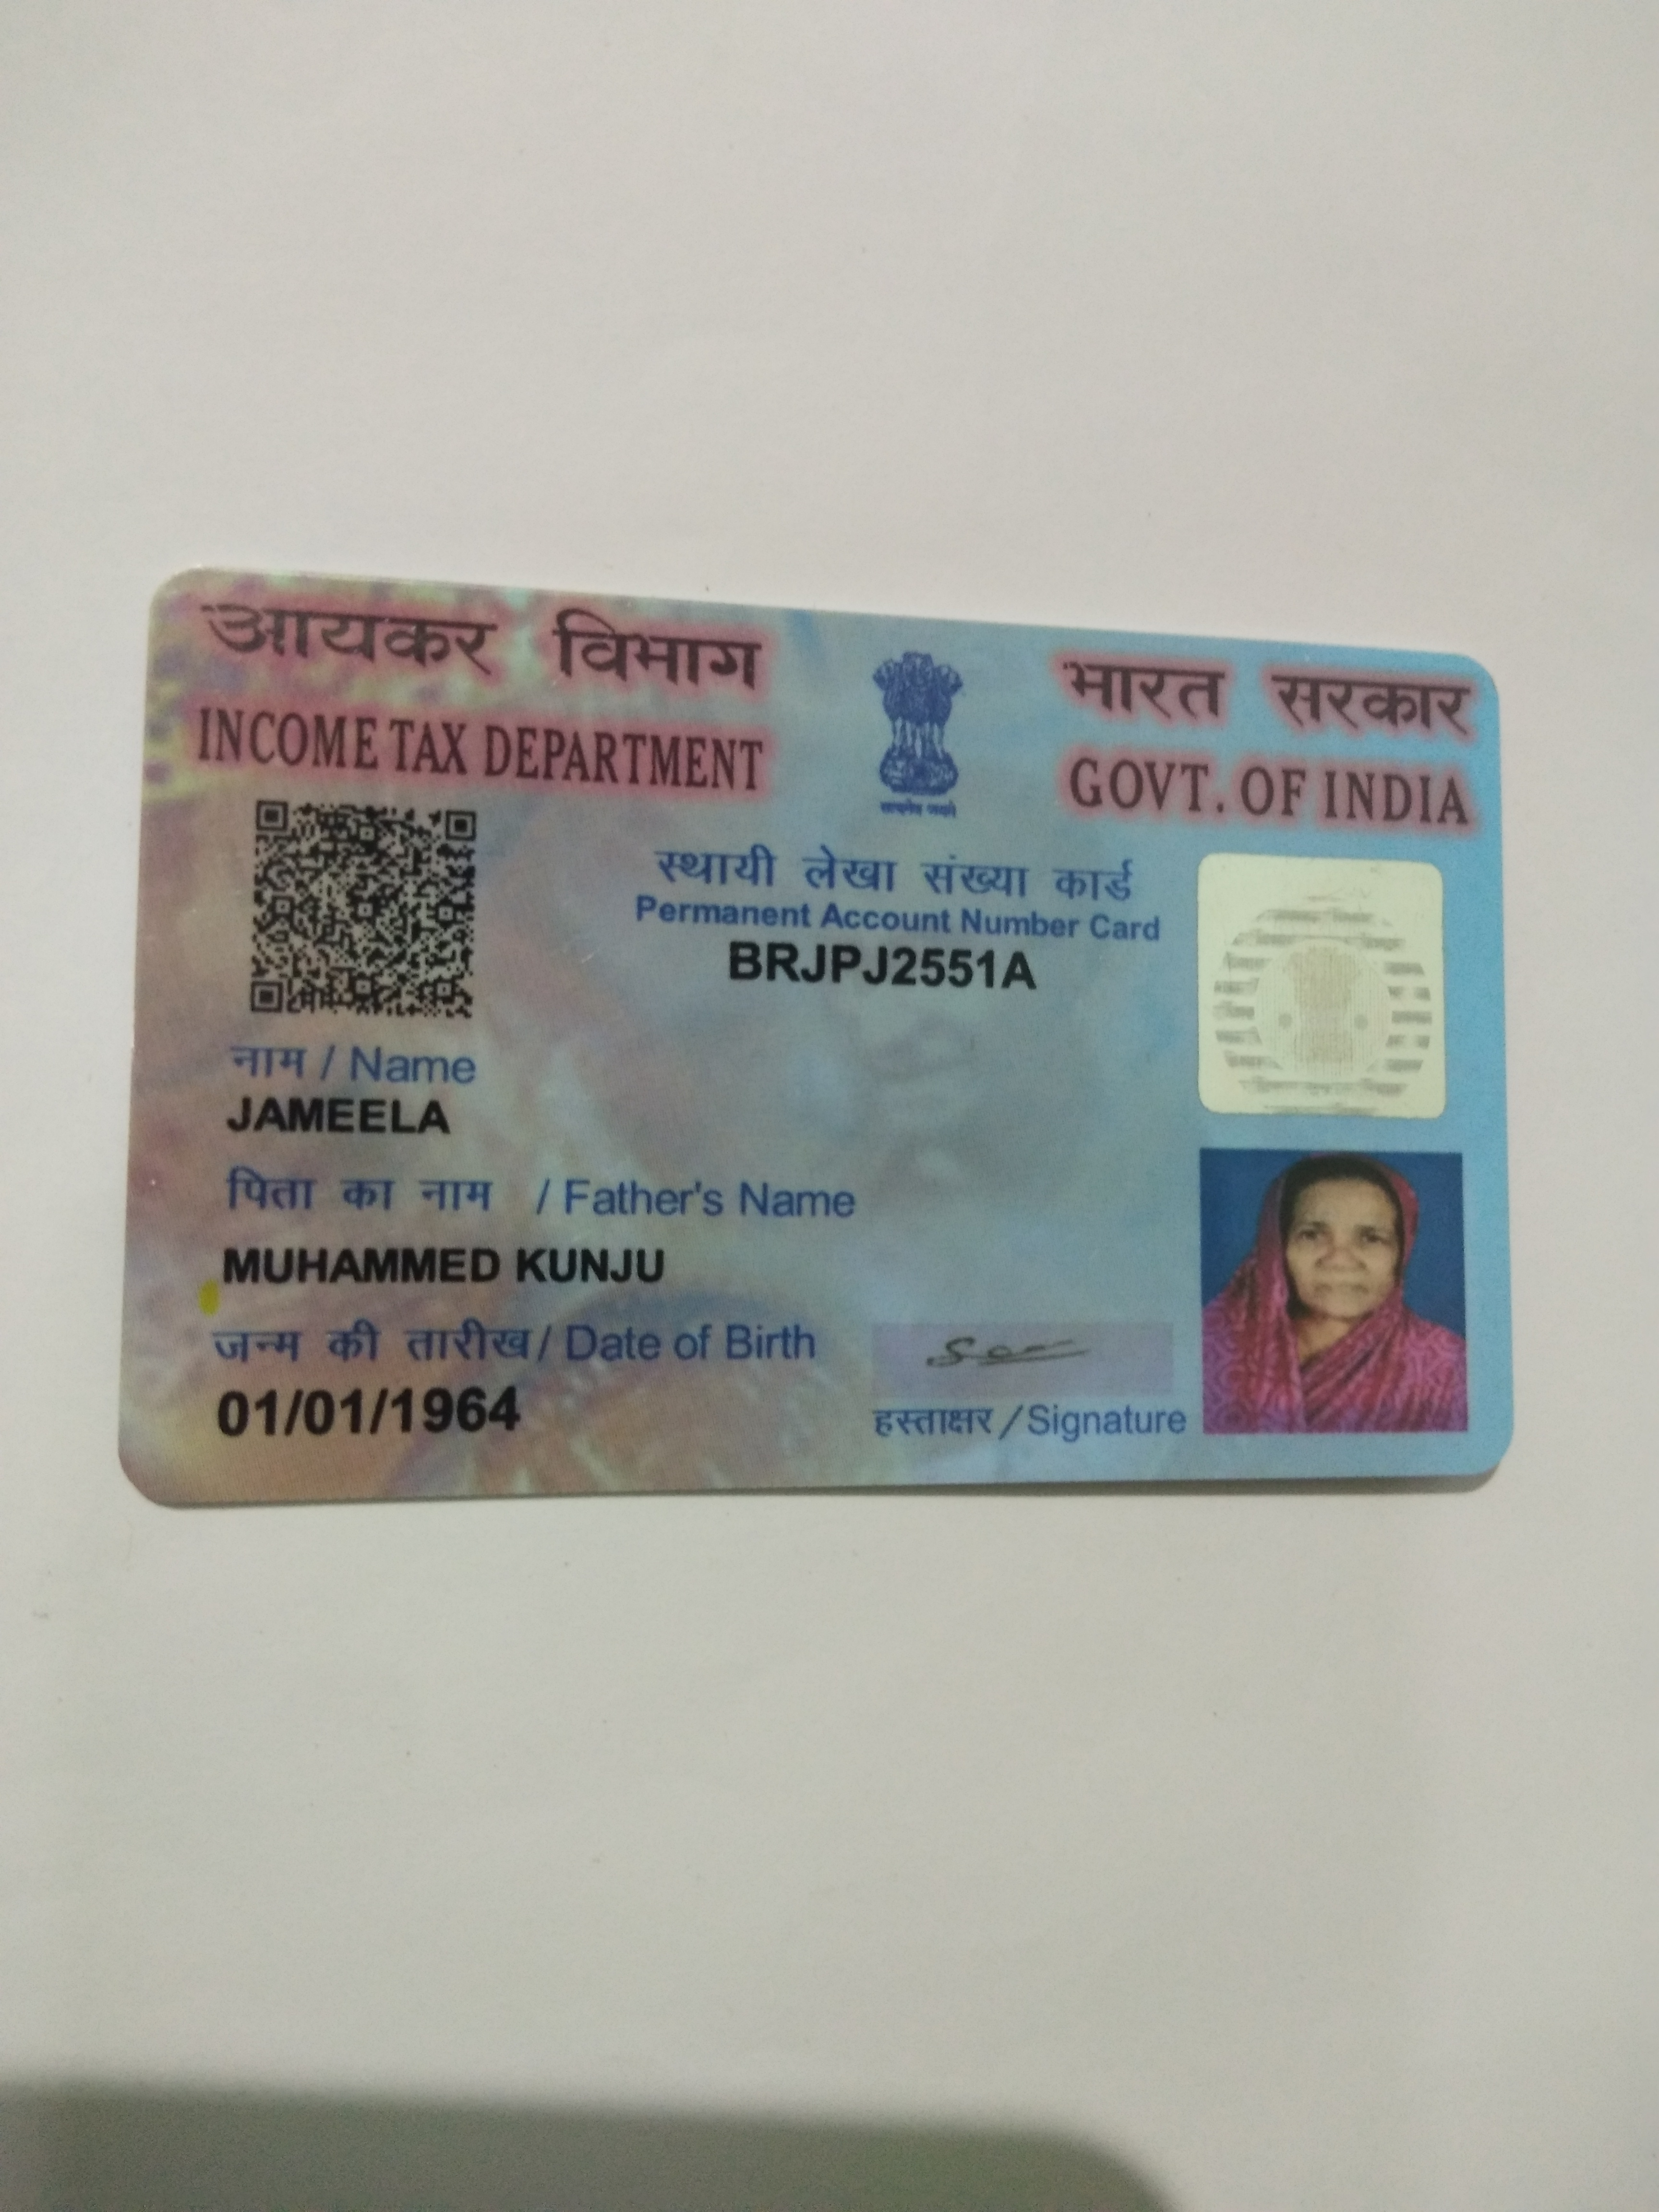 आयकर विभाग
INCOME TAX DEPARTMENT
भारत सरकार
GOVT. OF INDIA
सत्यमेव जयते
स्थायी लेखा संख्या कार्ड
Permanent Account Number Card
BRJPJ2551A
नाम / Name
JAMEELA
पिता का नाम / Father's Name
MUHAMMED KUNJU
जन्म की तारीख / Date of Birth
01/01/1964
हस्ताक्षर / Signature